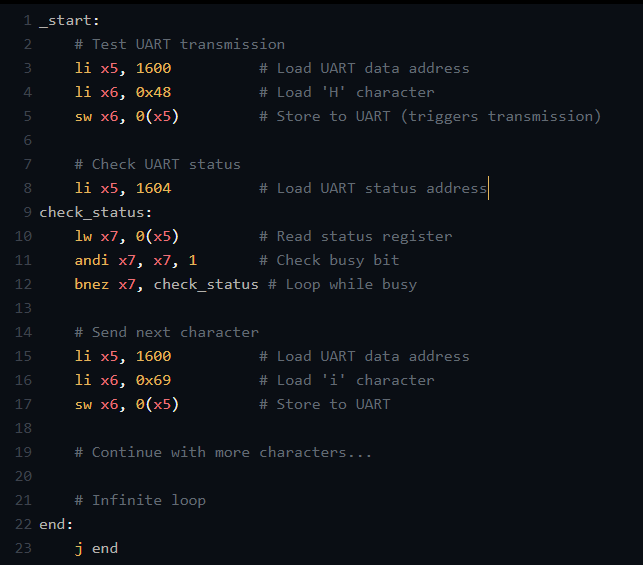 1 _start:
2     # Test UART transmission
3     li x5, 1600          # Load UART data address
4     li x6, 0x48          # Load 'H' character
5     sw x6, 0(x5)         # Store to UART (triggers transmission)
6
7     # Check UART status
8     li x5, 1604          # Load UART status address
9 check_status:
10     lw x7, 0(x5)         # Read status register
11     andi x7, x7, 1       # Check busy bit
12     bnez x7, check_status # Loop while busy
13
14     # Send next character
15     li x5, 1600          # Load UART data address
16     li x6, 0x69          # Load 'i' character
17     sw x6, 0(x5)         # Store to UART
18
19     # Continue with more characters...
20
21     # Infinite loop
22 end:
23     j end